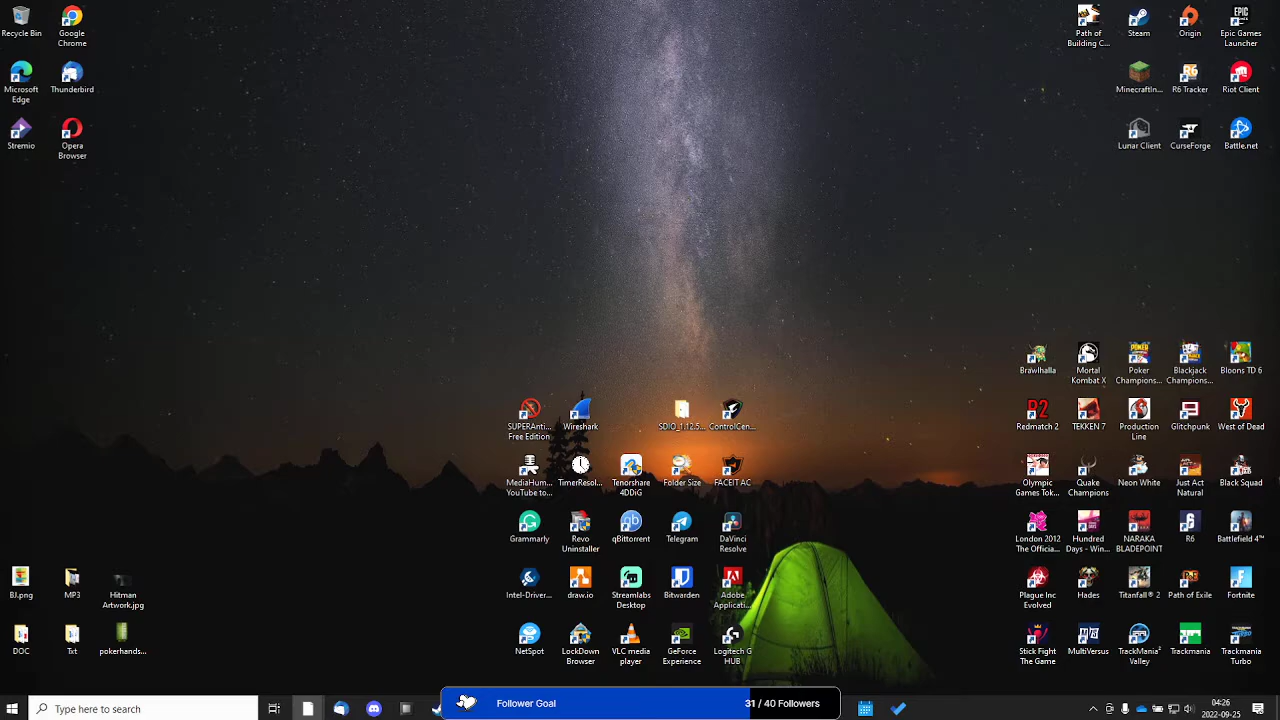 Recycle Bin
Google
Chrome
Microsoft
Edge
Thunderbird
Stremio
Opera
Browser
Path of
Building C...
Steam
Origin
Epic Games
Launcher
MinecraftIn...
R6 Tracker
Riot Client
Lunar Client
CurseForge
Battle.net
Brawlhalla
Mortal
Kombat X
Poker
Champions...
Blackjack
Champions...
Bloons TD 6
Redmatch 2
TEKKEN 7
Production
Line
Glitchpunk
West of Dead
Olympic
Games Tok...
Quake
Champions
Neon White
Just Act
Natural
Black Squad
London 2012
The Officia...
Hundred
Days - Win...
NARAKA
BLADEPOINT
R6
Battlefield 4™
Plague Inc
Evolved
Hades
Titanfall® 2
Path of Exile
Fortnite
Stick Fight
The Game
MultiVersus
TrackMania²
Valley
Trackmania
Trackmania
Turbo
SUPERAnti...
Free Edition
Wireshark
SDIO_1.12.5...
ControlCen...
MediaHum...
YouTube to...
TimerResol...
Tenorshare
4DDiG
Folder Size
FACEIT AC
Grammarly
Revo
Uninstaller
qBittorrent
Telegram
DaVinci
Resolve
Intel-Driver...
draw.io
Streamlabs
Desktop
Bitwarden
Adobe
Applicati...
NetSpot
LockDown
Browser
VLC media
player
GeForce
Experience
Logitech G
HUB
BJ.png
MP3
Hitman
Artwork.jpg
DOC
Txt
pokerhands...
Type here to search
Follower Goal
31 / 40 Followers
04:26
2022-09-25